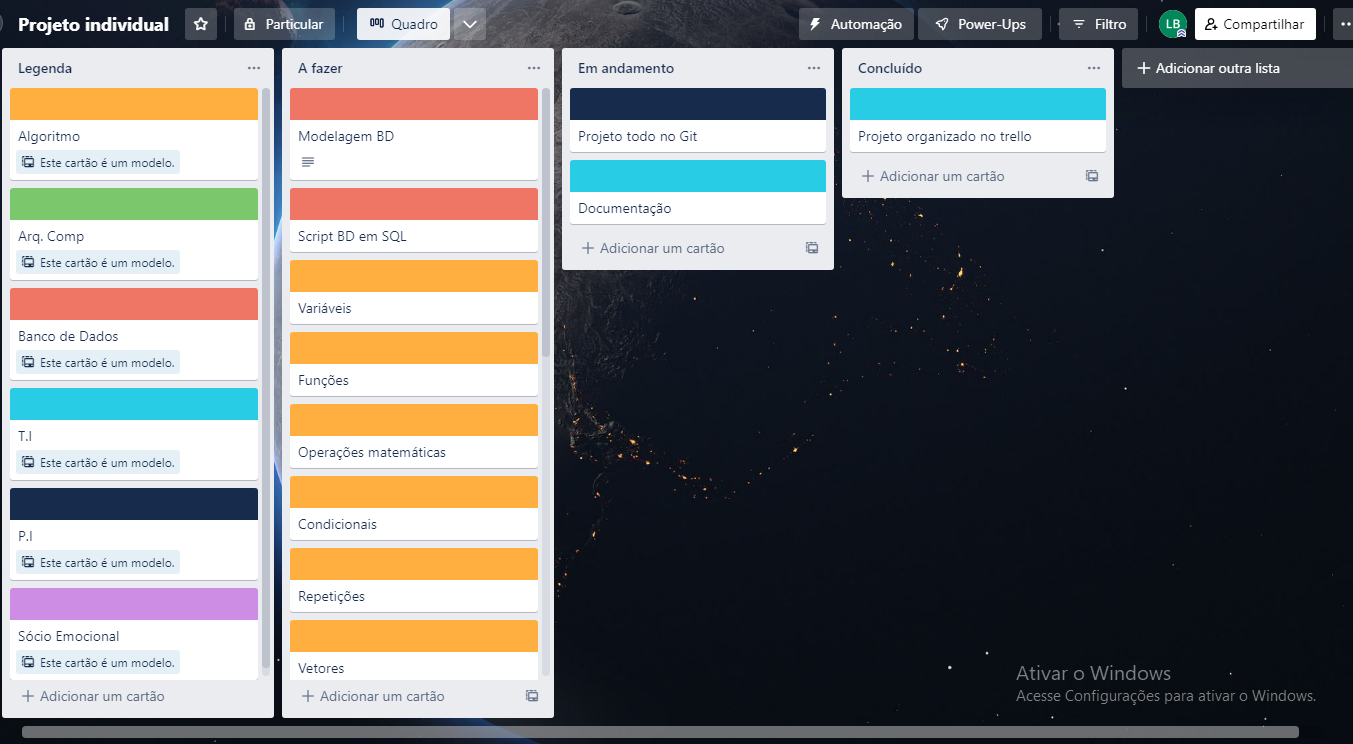 Projeto individual
Particular
Quadro
Automação
Power-Ups
Filtro
LB
Compartilhar
Legenda
Algoritmo
Este cartão é um modelo.
Arq. Comp
Este cartão é um modelo.
Banco de Dados
Este cartão é um modelo.
T.I
Este cartão é um modelo.
P.I
Este cartão é um modelo.
Sócio Emocional
Este cartão é um modelo.
+ Adicionar um cartão
A fazer
Modelagem BD
Script BD em SQL
Variáveis
Funções
Operações matemáticas
Condicionais
Repetições
Vetores
+ Adicionar um cartão
Em andamento
Projeto todo no Git
Documentação
+ Adicionar um cartão
Concluído
Projeto organizado no trello
+ Adicionar um cartão
+ Adicionar outra lista
Ativar o Windows
Acesse Configurações para ativar o Windows.